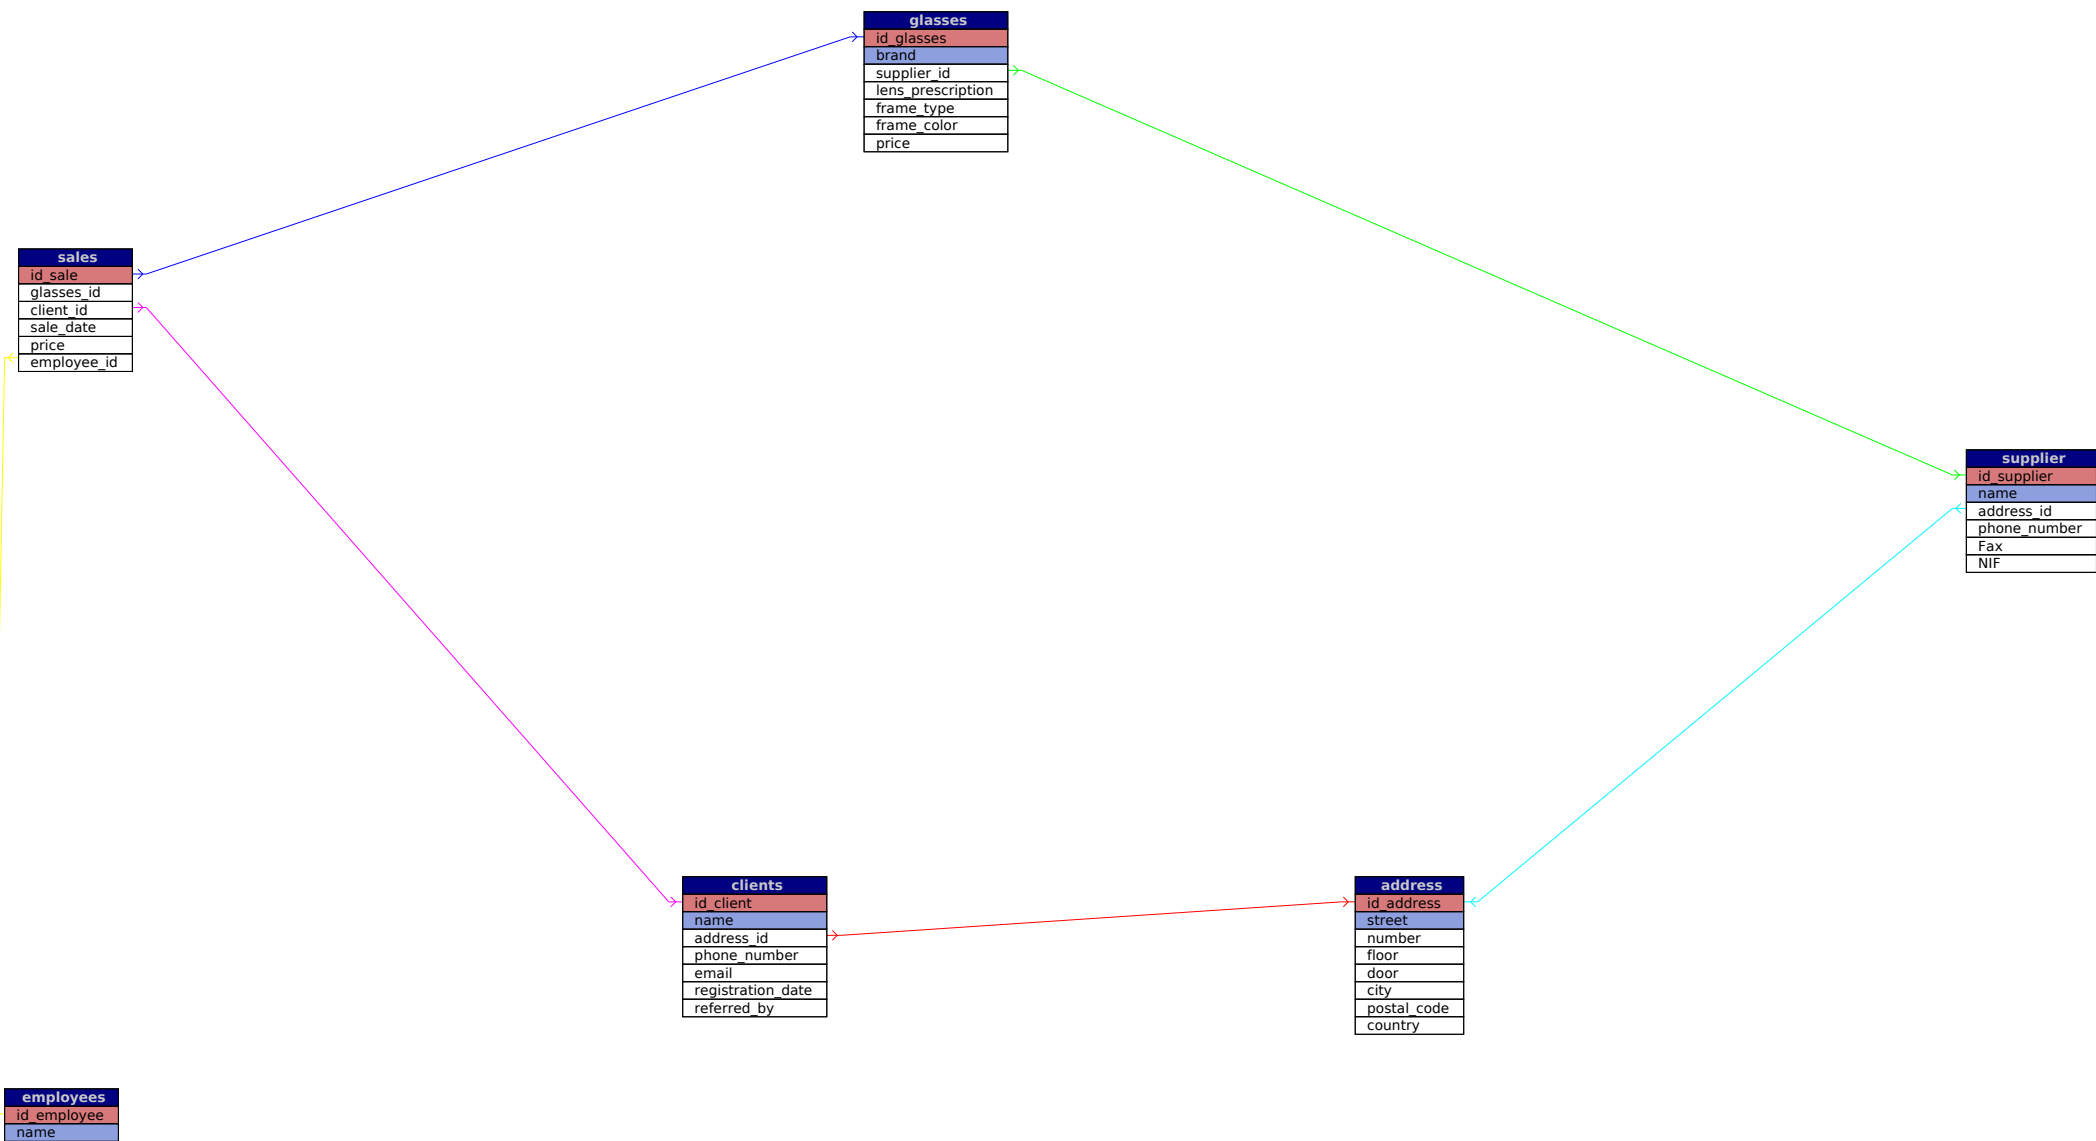 glasses
id_glasses
brand
supplier_id
lens_prescription
frame_type
frame_color
price
sales
id_sale
glasses_id
client_id
sale_date
price
employee_id
supplier
id_supplier
name
address_id
phone_number
Fax
NIF
clients
id_client
name
address_id
phone_number
email
registration_date
referred_by
address
id_address
street
number
floor
door
city
postal_code
country
employees
id_employee
name